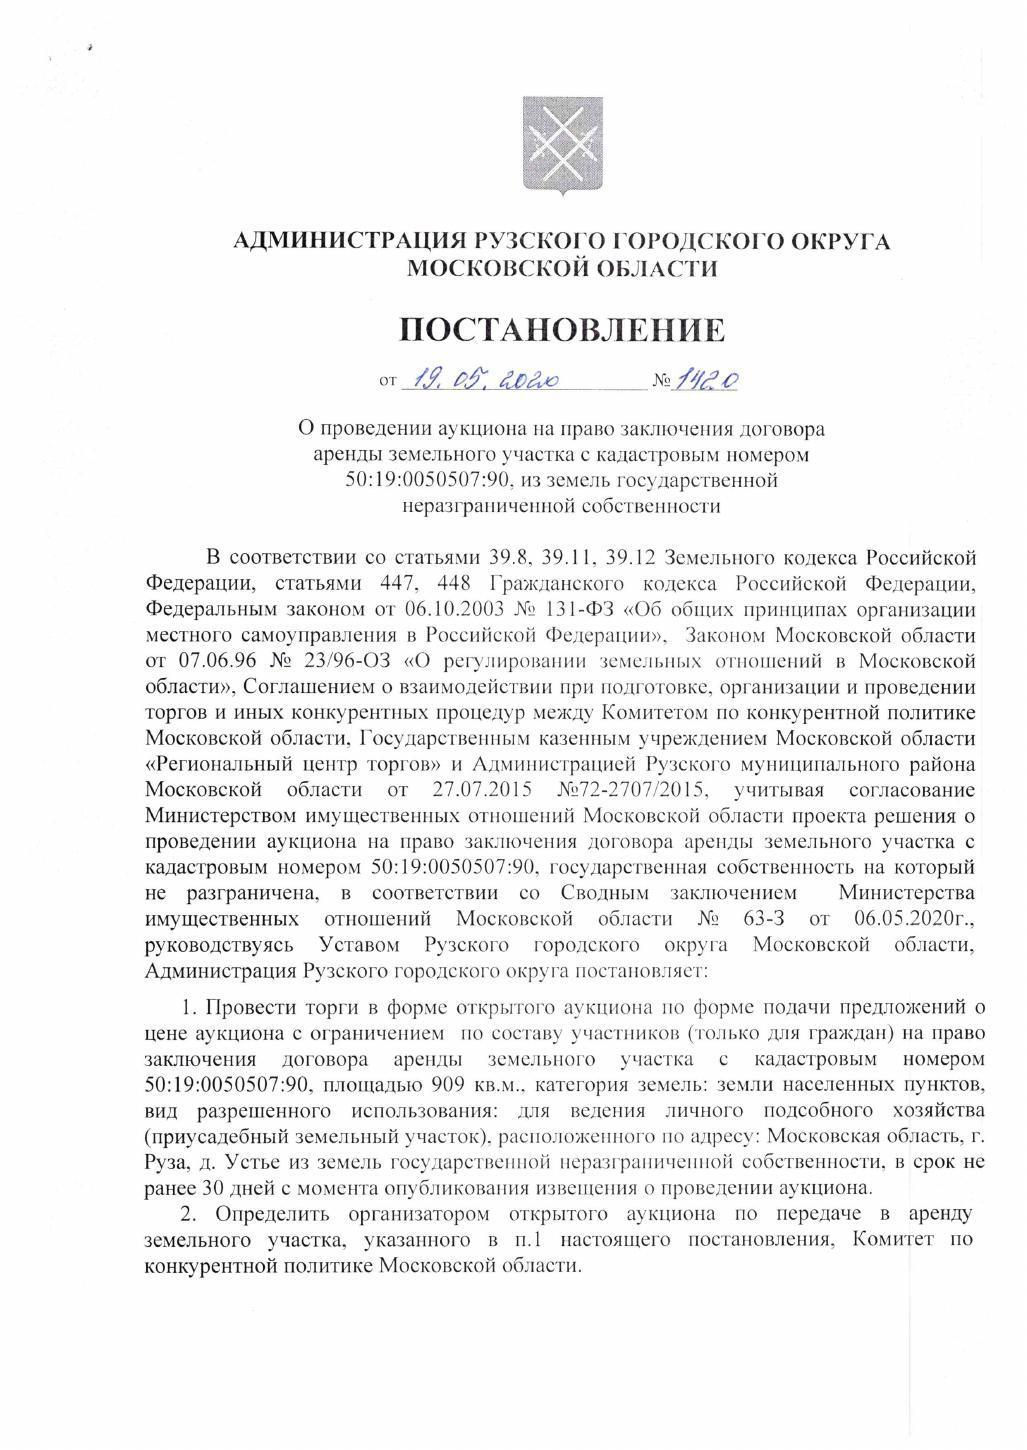 АДМИНИСТРАЦИЯ РУЗСКОГО ГОРОДСКОГО ОКРУГА
МОСКОВСКОЙ ОБЛАСТИ
ПОСТАНОВЛЕНИЕ
от 19.05.2020 № 1420
О проведении аукциона на право заключения договора
аренды земельного участка с кадастровым номером
50:19:0050507:90, из земель государственной
неразграниченной собственности
В соответствии со статьями 39.8, 39.11, 39.12 Земельного кодекса Российской
Федерации, статьями 447, 448 Гражданского кодекса Российской Федерации,
Федеральным законом от 06.10.2003 № 131-ФЗ «Об общих принципах организации
местного самоуправления в Российской Федерации», Законом Московской области
от 07.06.96 № 23/96-ОЗ «О регулировании земельных отношений в Московской
области», Соглашением о взаимодействии при подготовке, организации и проведении
торгов и иных конкурентных процедур между Комитетом по конкурентной политике
Московской области, Государственным казенным учреждением Московской области
«Региональный центр торгов» и Администрацией Рузского муниципального района
Московской области от 27.07.2015 №72-2707/2015, учитывая согласование
Министерством имущественных отношений Московской области проекта решения о
проведении аукциона на право заключения договора аренды земельного участка с
кадастровым номером 50:19:0050507:90, государственная собственность на который
не разграничена, в соответствии со Сводным заключением Министерства
имущественных отношений Московской области № 63-З от 06.05.2020г.,
руководствуясь Уставом Рузского городского округа Московской области,
Администрация Рузского городского округа постановляет:
1. Провести торги в форме открытого аукциона по форме подачи предложений о
цене аукциона с ограничением по составу участников (только для граждан) на право
заключения договора аренды земельного участка с кадастровым номером
50:19:0050507:90, площадью 909 кв.м., категория земель: земли населенных пунктов,
вид разрешенного использования: для ведения личного подсобного хозяйства
(приусадебный земельный участок), расположенного по адресу: Московская область, г.
Руза, д. Устье из земель государственной неразграниченной собственности, в срок не
ранее 30 дней с момента опубликования извещения о проведении аукциона.
2. Определить организатором открытого аукциона по передаче в аренду
земельного участка, указанного в п.1 настоящего постановления, Комитет по
конкурентной политике Московской области.